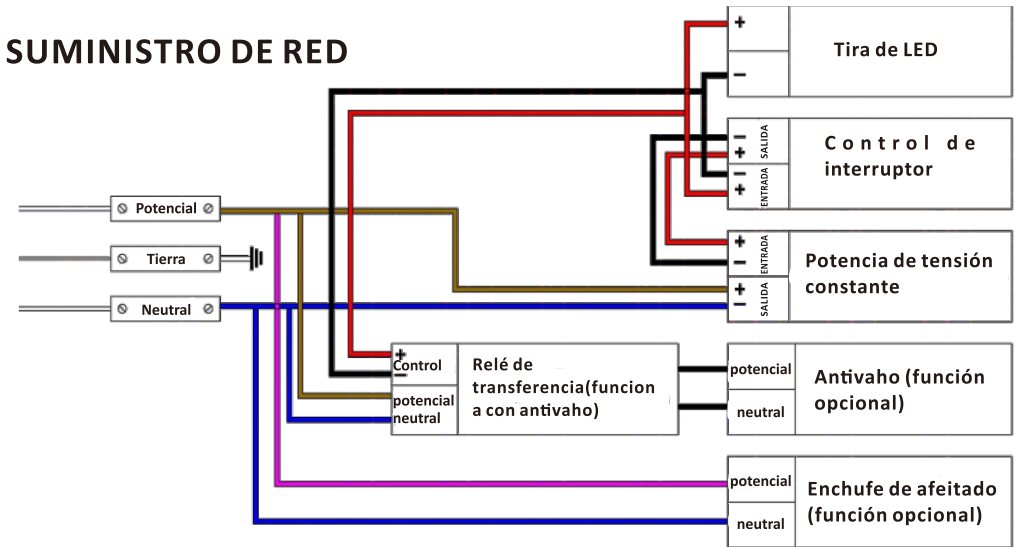 SUMINISTRO DE RED
+
−
Tira de LED
−
+
SALIDA
−
+
ENTRADA
Control de
interruptor
Potencial
Tierra
Neutral
+
−
ENTRADA
+
−
SALIDA
Potencia de tensión
constante
+
Control
−
potencial
neutral
Relé de
transferencia(funcion
a con antivaho)
potencial
neutral
Antivaho (función
opcional)
potencial
neutral
Enchufe de afeitado
(función opcional)